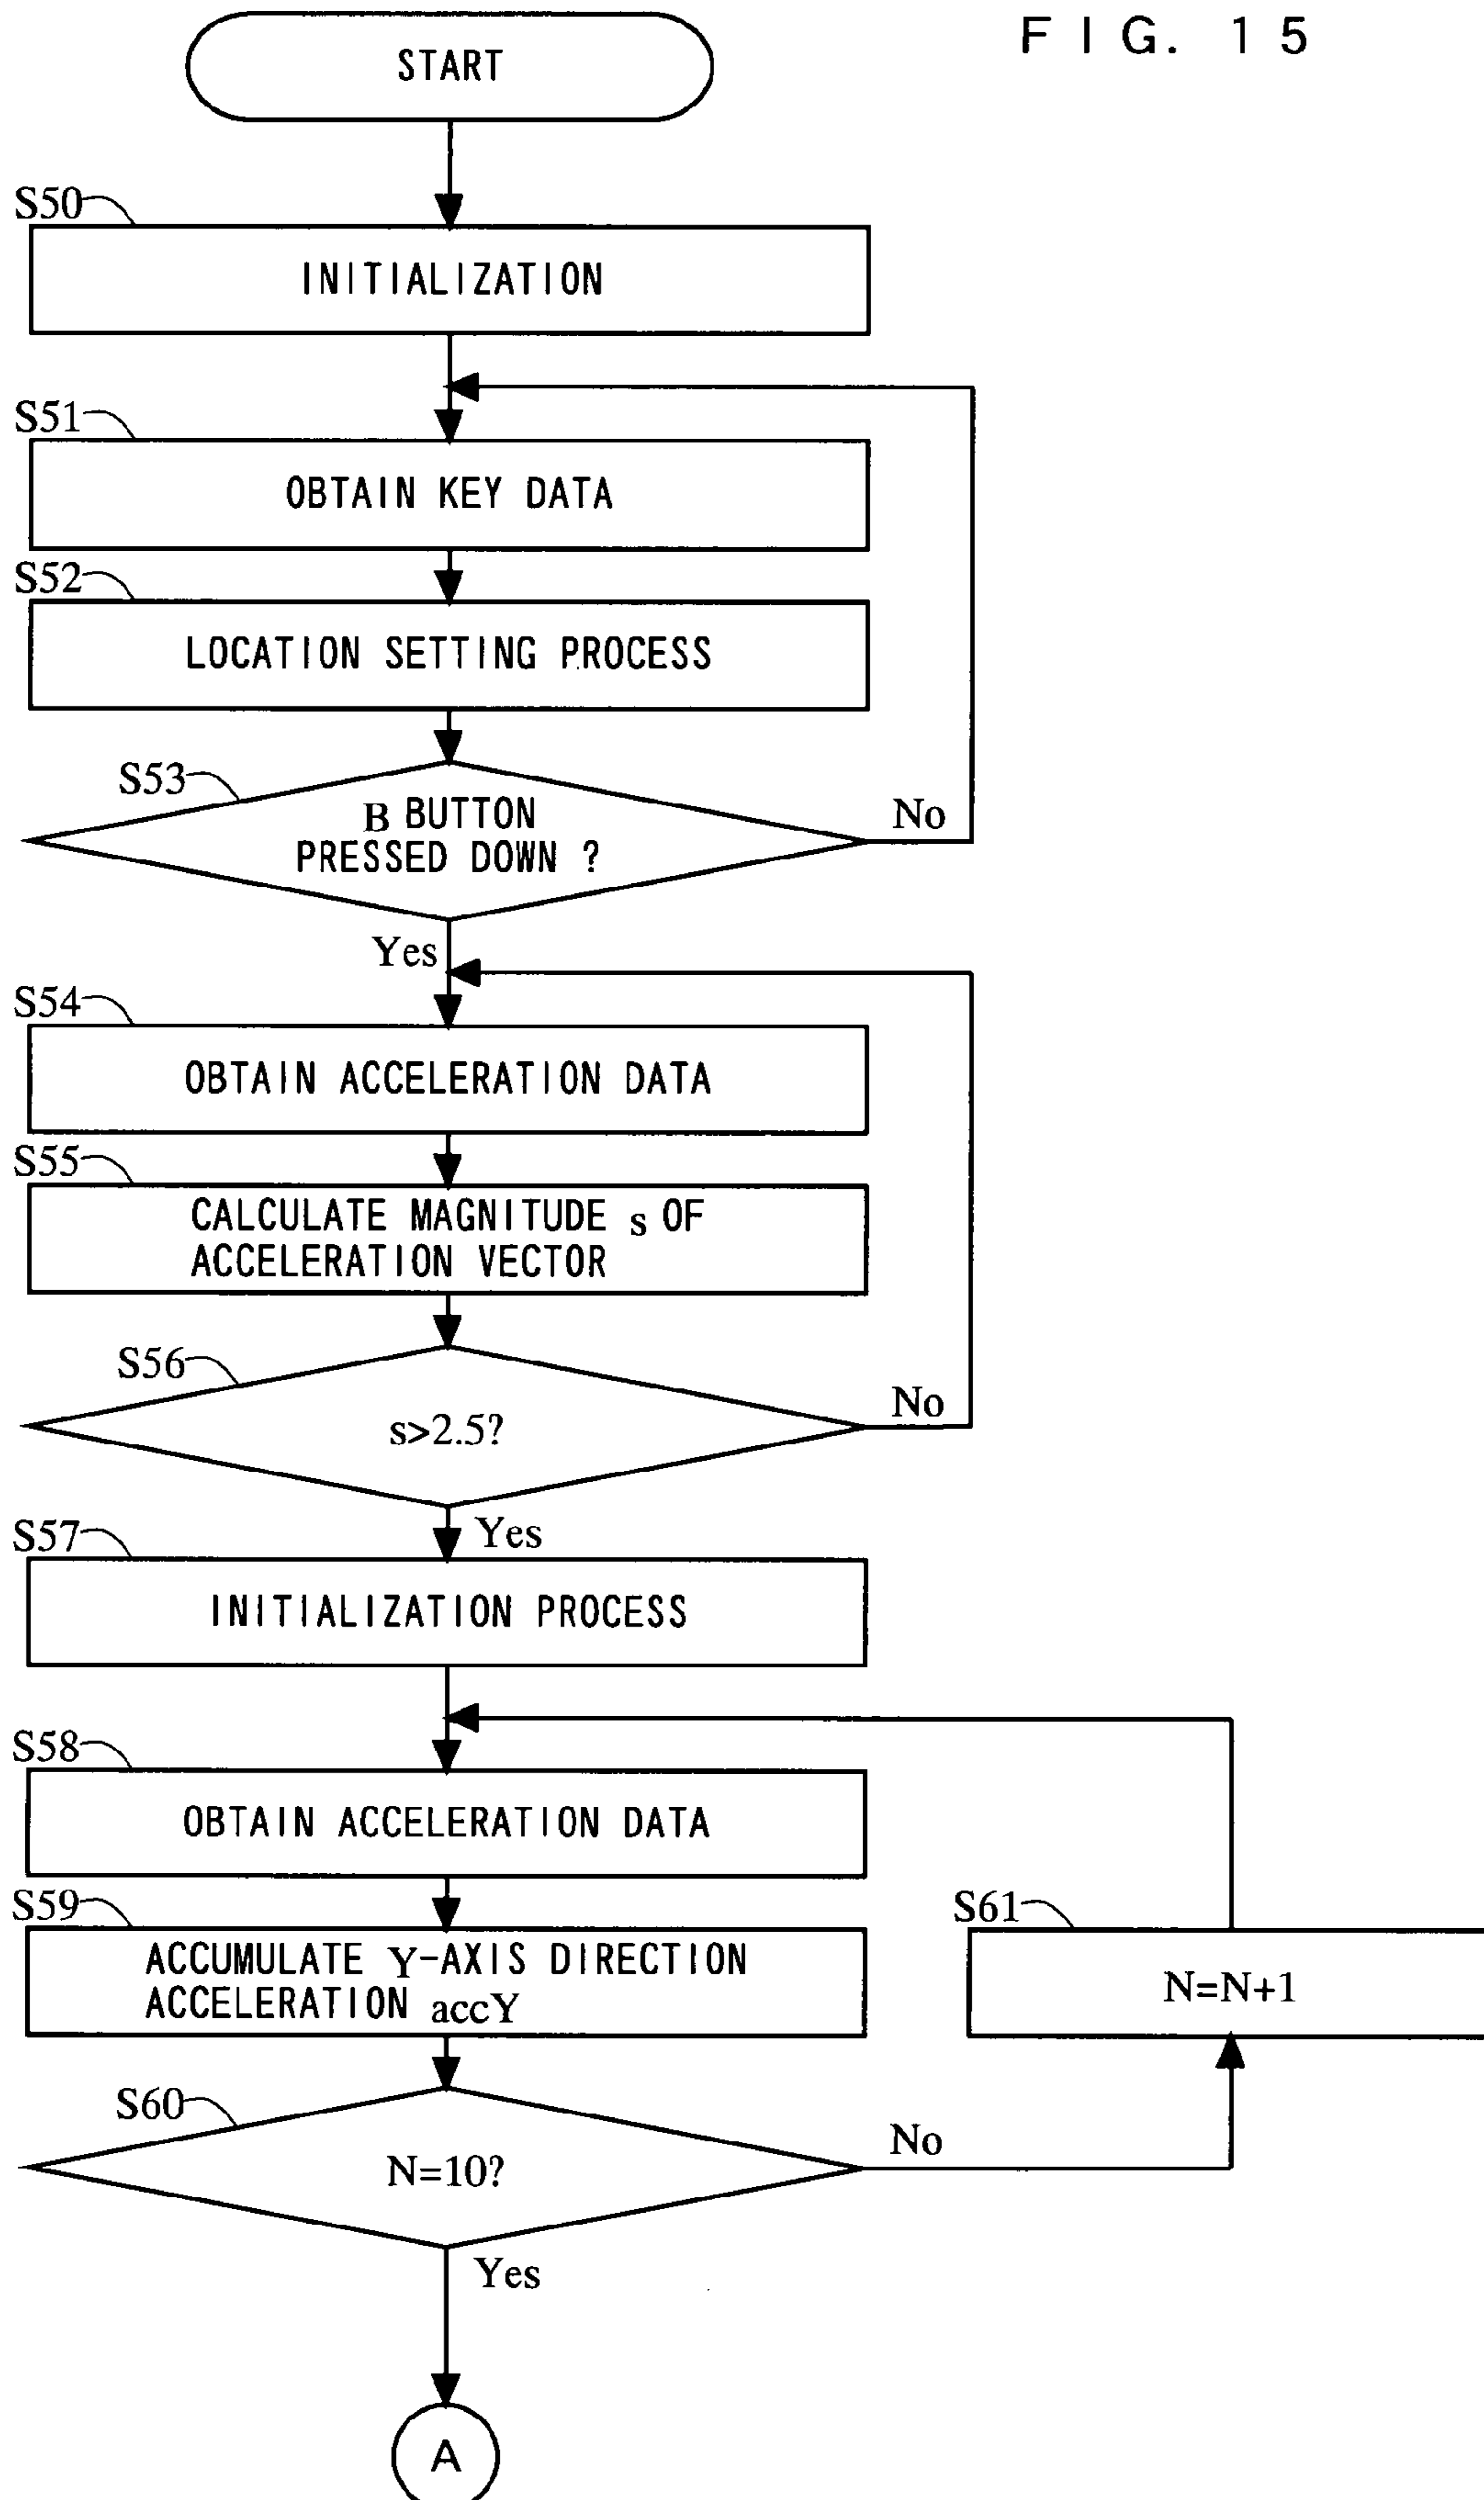 FIG. 15
START
S50
INITIALIZATION
S51
OBTAIN KEY DATA
S52
LOCATION SETTING PROCESS
S53
B BUTTON
PRESSED DOWN ?
No
Yes
S54
OBTAIN ACCELERATION DATA
S55
CALCULATE MAGNITUDE s OF
ACCELERATION VECTOR
S56
s>2.5?
No
Yes
S57
INITIALIZATION PROCESS
S58
OBTAIN ACCELERATION DATA
S59
ACCUMULATE Y-AXIS DIRECTION
ACCELERATION accY
S61
N=N+1
S60
N=10?
No
Yes
A